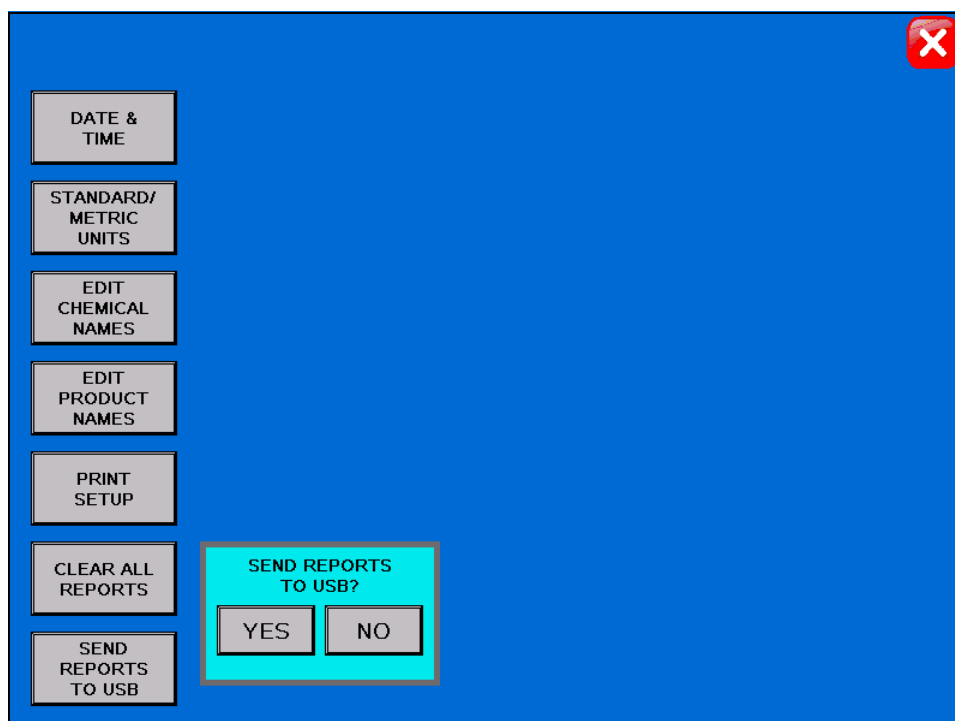 DATE &
TIME
STANDARD/
METRIC
UNITS
EDIT
CHEMICAL
NAMES
EDIT
PRODUCT
NAMES
PRINT
SETUP
CLEAR ALL
REPORTS
SEND REPORTS
TO USB?
YES NO
SEND
REPORTS
TO USB